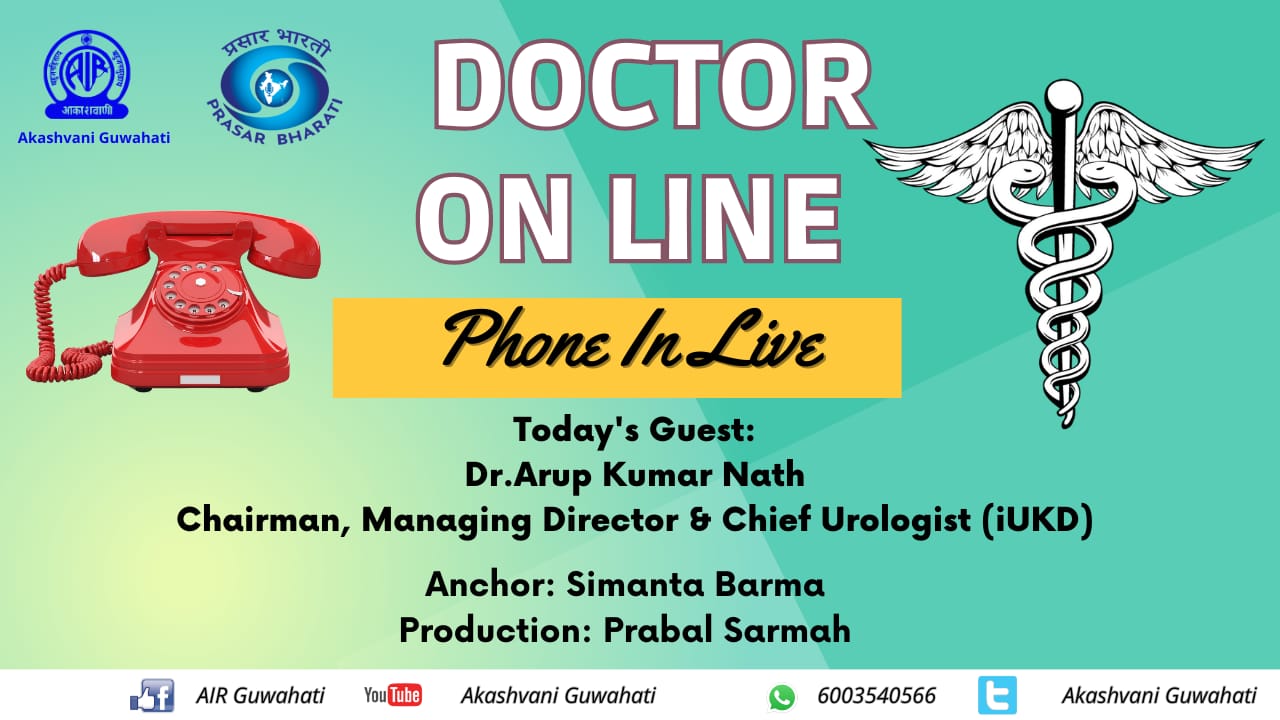 AIR
आकाशवाणी
Akashvani Guwahati
प्रसार भारती
PRASAR BHARATI
DOCTOR
ON LINE
Phone In Live
Today's Guest:
Dr.Arup Kumar Nath
Chairman, Managing Director & Chief Urologist (iUKD)
Anchor: Simanta Barma
Production: Prabal Sarmah
f AIR Guwahati YouTube Akashvani Guwahati 6003540566 t Akashvani Guwahati